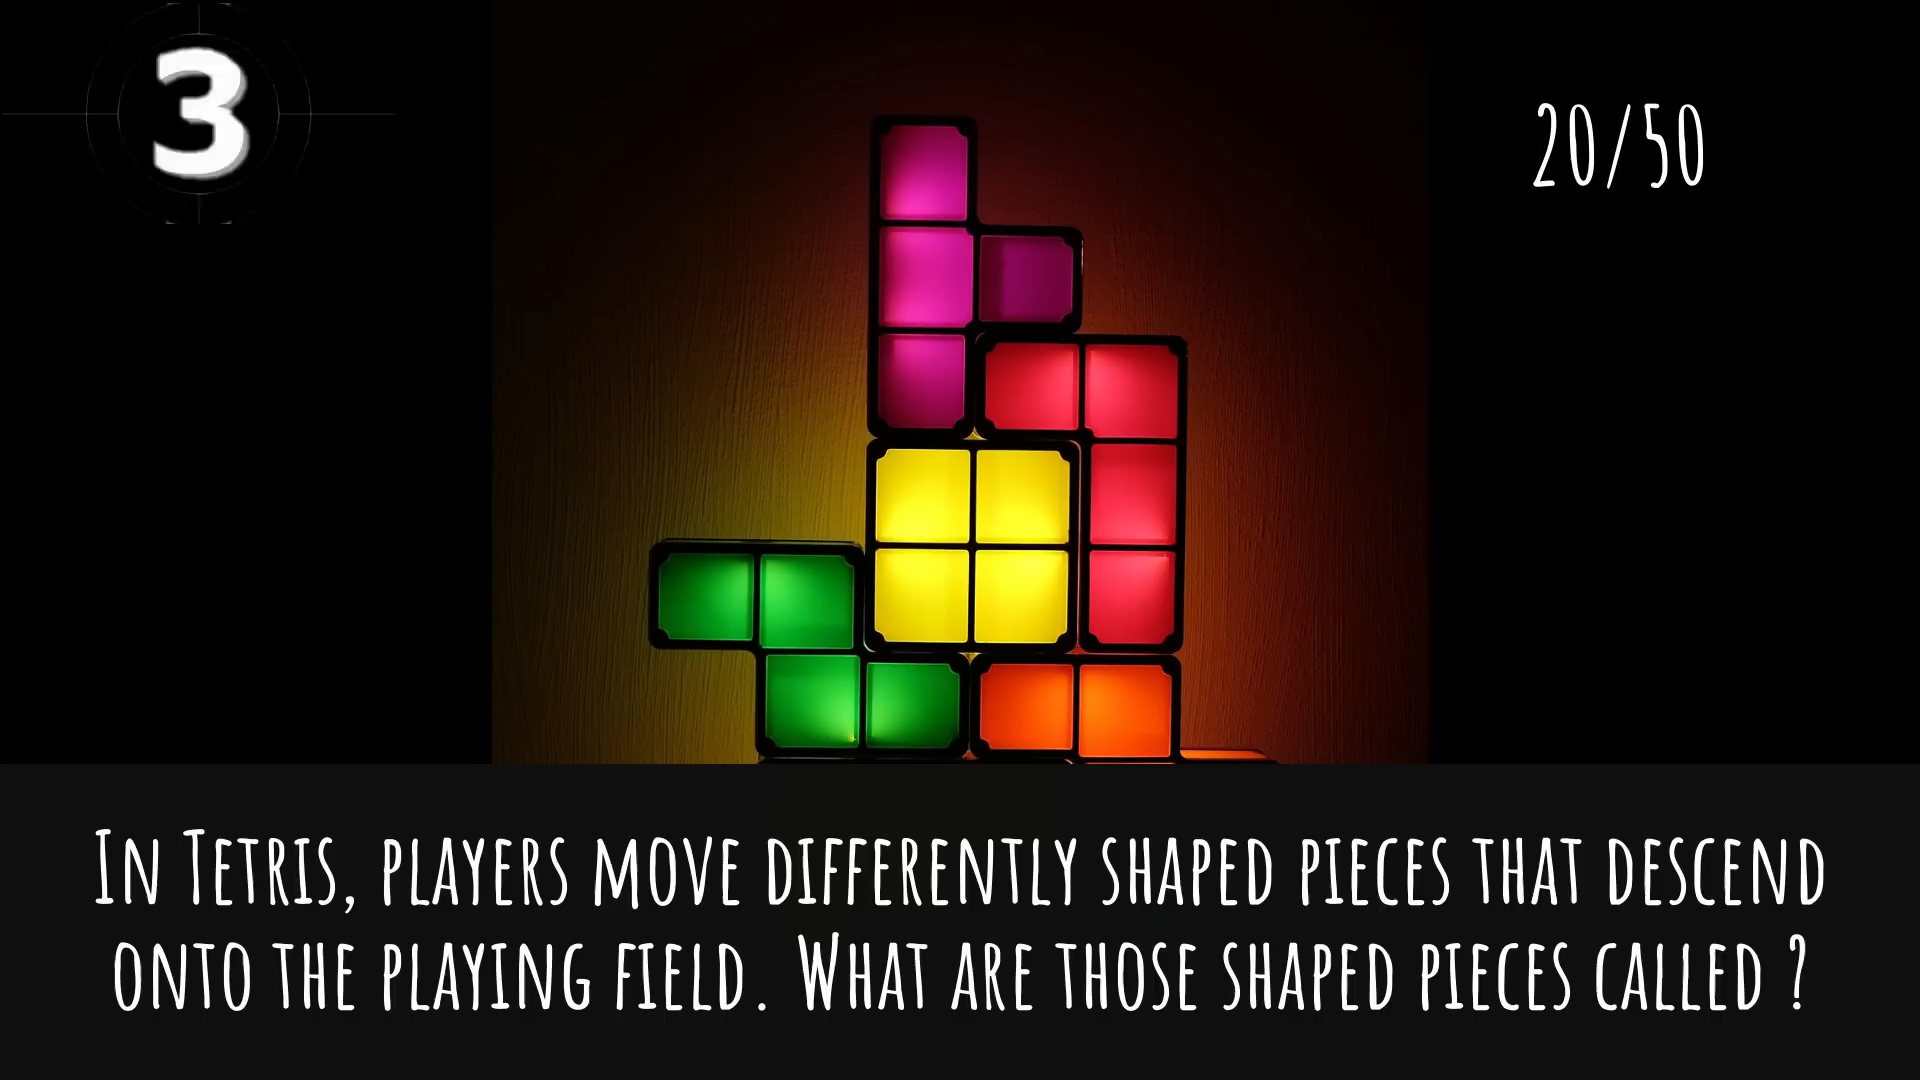 3
20/50
In Tetris, players move differently shaped pieces that descend
onto the playing field. What are those shaped pieces called ?